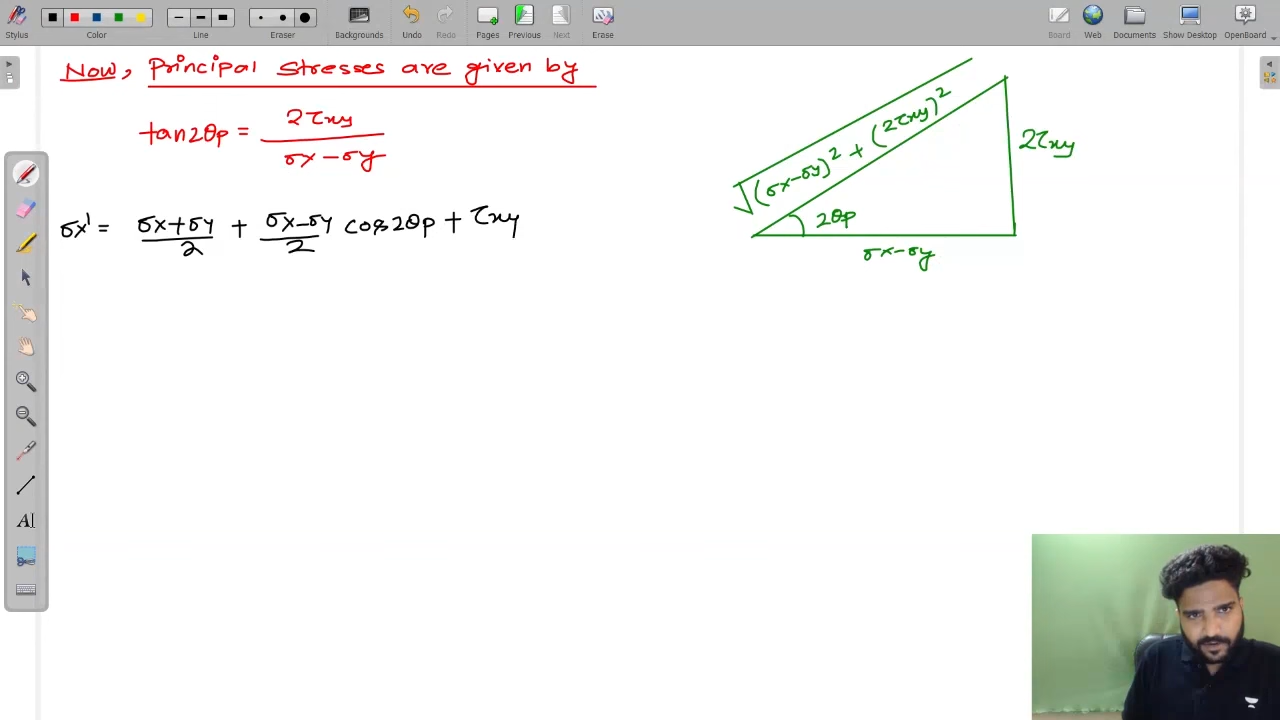 Stylus
Color
Line
Eraser
Backgrounds
Undo
Redo
Pages
Previous
Next
Erase
Board
Web
Documents
Show Desktop
OpenBoard
Now, Principal stresses are given by
tan2θp = 2τxy / σx-σy
σx' = σx+σy / 2 + σx-σy / 2 cos2θp + τxy
√(σx-σy)² + (2τxy)²
2τxy
2θp
σx-σy
AI